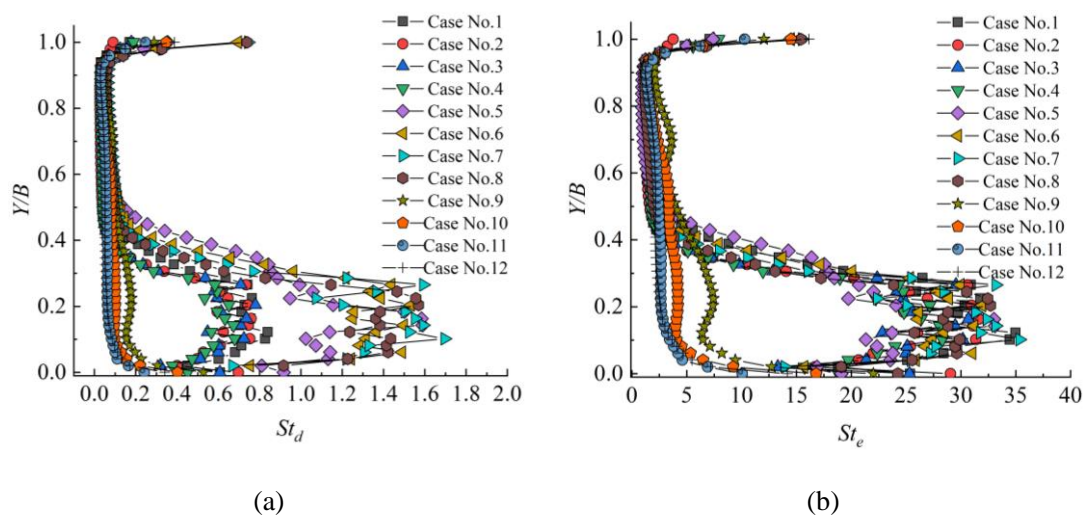 Case No.1
Case No.2
Case No.3
Case No.4
Case No.5
Case No.6
Case No.7
Case No.8
Case No.9
Case No.10
Case No.11
Case No.12
1.0
0.8
0.6
0.4
0.2
0.0
Y/B
0.0 0.2 0.4 0.6 0.8 1.0 1.2 1.4 1.6 1.8 2.0
St_d
(a)
Case No.1
Case No.2
Case No.3
Case No.4
Case No.5
Case No.6
Case No.7
Case No.8
Case No.9
Case No.10
Case No.11
Case No.12
1.0
0.8
0.6
0.4
0.2
0.0
Y/B
0 5 10 15 20 25 30 35 40
St_e
(b)